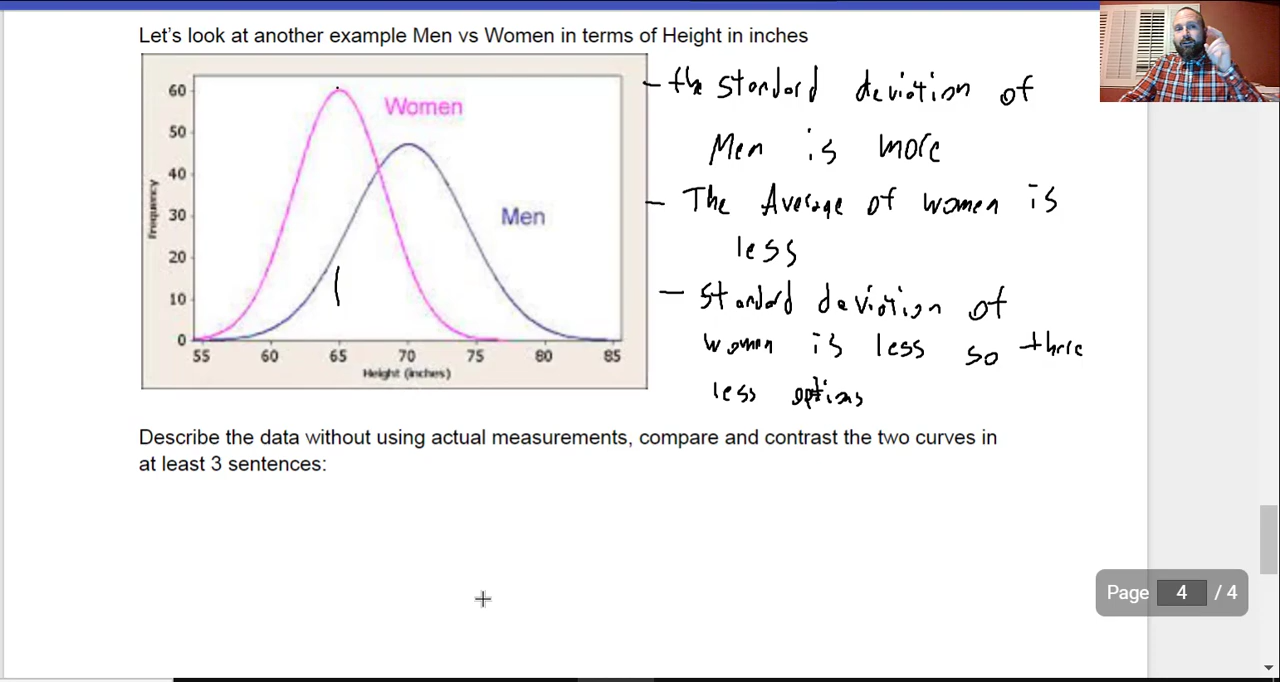 Let's look at another example Men vs Women in terms of Height in inches
60
50
40
30
20
10
0
Frequency
Women
Men
55 60 65 70 75 80 85
Height (inches)
- the standard deviation of
Men is more
- The Average of women is
less
- standard deviation of
women is less so there
less options
Describe the data without using actual measurements, compare and contrast the two curves in
at least 3 sentences:
Page 4 / 4